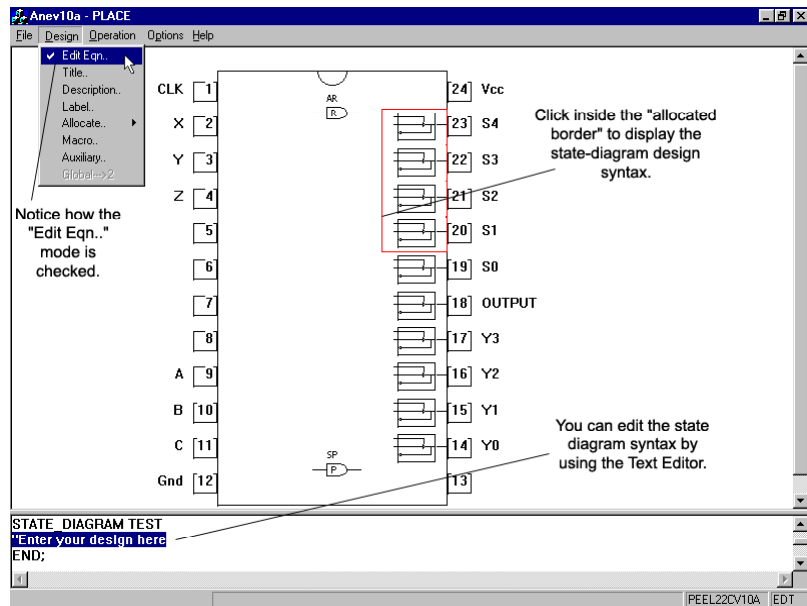 Anev10a - PLACE
File Design Operation Options Help
Edit Eqn..
Title..
Description..
Label..
Allocate..
Macro..
Auxiliary..
Global-->2
Notice how the
"Edit Eqn.."
mode is
checked.
CLK 1 24 Vcc
AR
R
X 2 23 S4
Y 3 22 S3
Z 4 21 S2
5 20 S1
6 19 S0
7 18 OUTPUT
8 17 Y3
A 9 16 Y2
B 10 15 Y1
C 11 14 Y0
SP
P
Gnd 12 13
Click inside the "allocated
border" to display the
state-diagram design
syntax.
You can edit the state
diagram syntax by
using the Text Editor.
STATE_DIAGRAM TEST
"Enter your design here
END;
PEEL22CV10A EDT